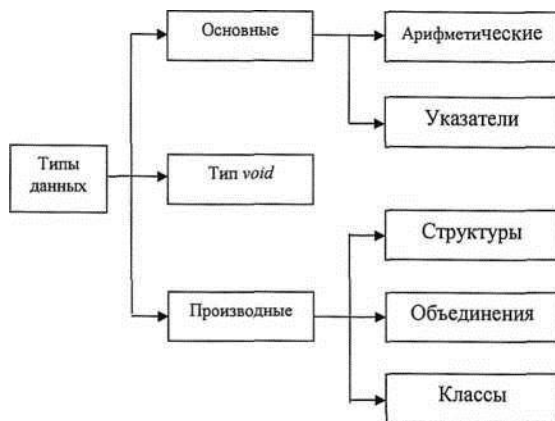 Основные
Арифметические
Указатели
Типы
данных
Тип void
Структуры
Производные
Объединения
Классы